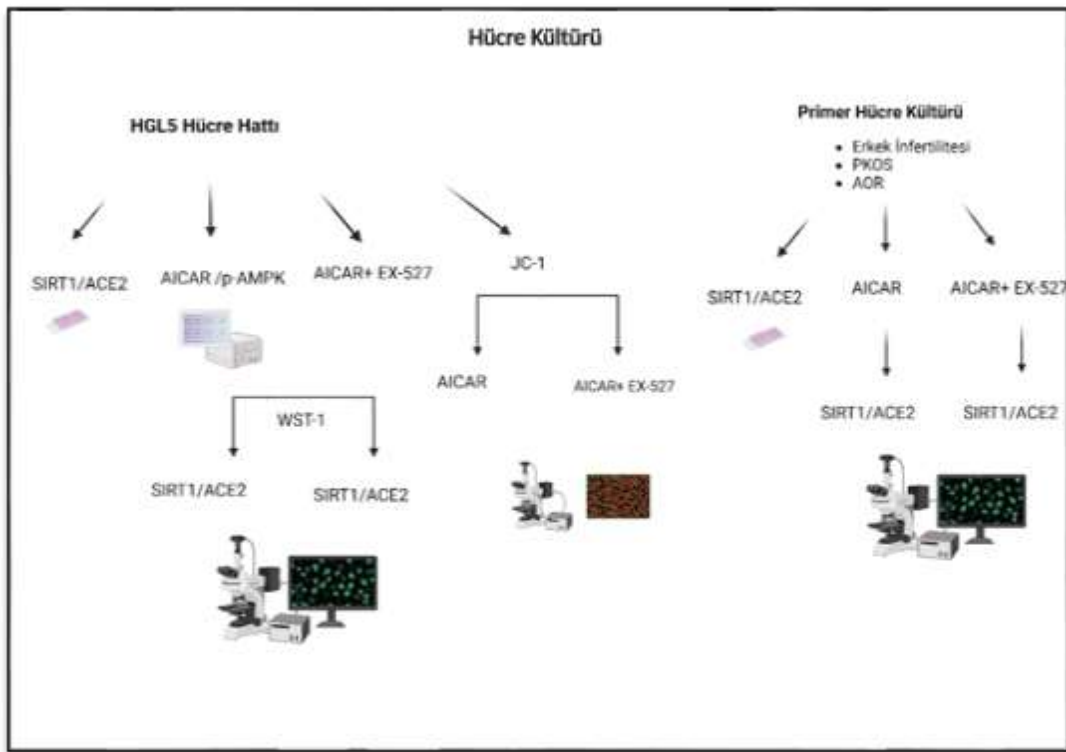 Hücre Kültürü
HGL5 Hücre Hattı
SIRT1/ACE2
AICAR /p-AMPK
AICAR+ EX-527
JC-1
AICAR
AICAR+ EX-527
WST-1
SIRT1/ACE2
SIRT1/ACE2
Primer Hücre Kültürü
• Erkek İnfertilitesi
• PKOS
• AOR
SIRT1/ACE2
AICAR
AICAR+ EX-527
SIRT1/ACE2
SIRT1/ACE2